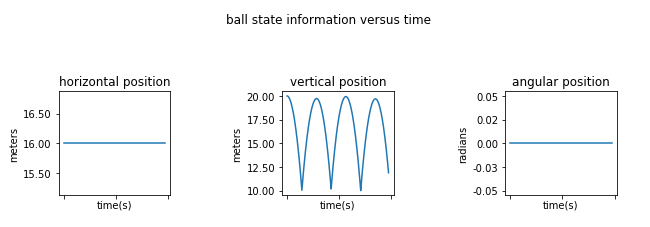 ball state information versus time
horizontal position
vertical position
angular position
meters
16.50
16.00
15.50
time(s)
meters
20.00
17.50
15.00
12.50
10.00
time(s)
radians
0.05
0.02
0.00
-0.03
-0.05
time(s)